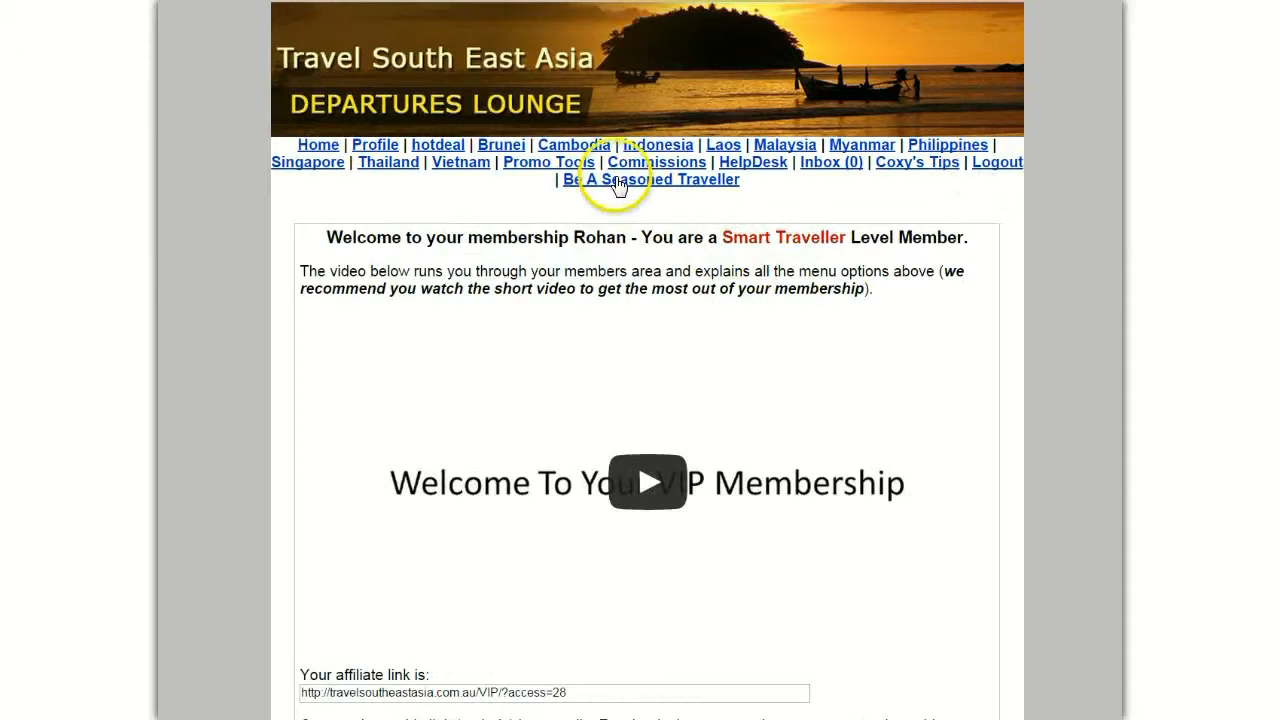 Travel South East Asia
DEPARTURES LOUNGE
Home | Profile | hotdeal | Brunei | Cambodia | Indonesia | Laos | Malaysia | Myanmar | Philippines |
Singapore | Thailand | Vietnam | Promo Tools | Commissions | HelpDesk | Inbox (0) | Coxy's Tips | Logout
| Be A Seasoned Traveller
Welcome to your membership Rohan - You are a Smart Traveller Level Member.
The video below runs you through your members area and explains all the menu options above (we
recommend you watch the short video to get the most out of your membership).
Welcome To Your VIP Membership
Your affiliate link is:
http://travelsoutheastasia.com.au/VIP/?access=28